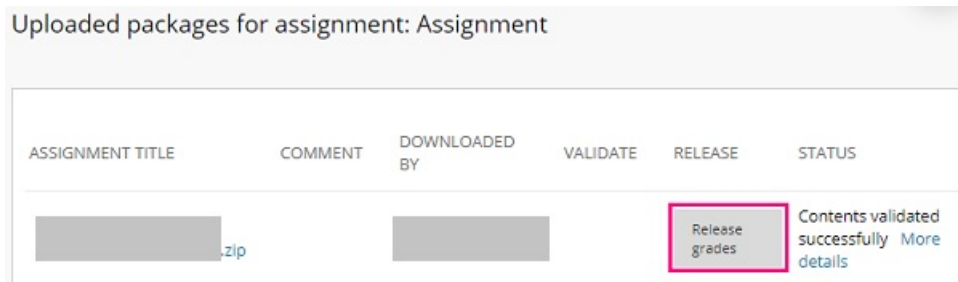 Uploaded packages for assignment: Assignment
ASSIGNMENT TITLE COMMENT DOWNLOADED BY VALIDATE RELEASE STATUS
.zip
Release
grades
Contents validated
successfully More
details